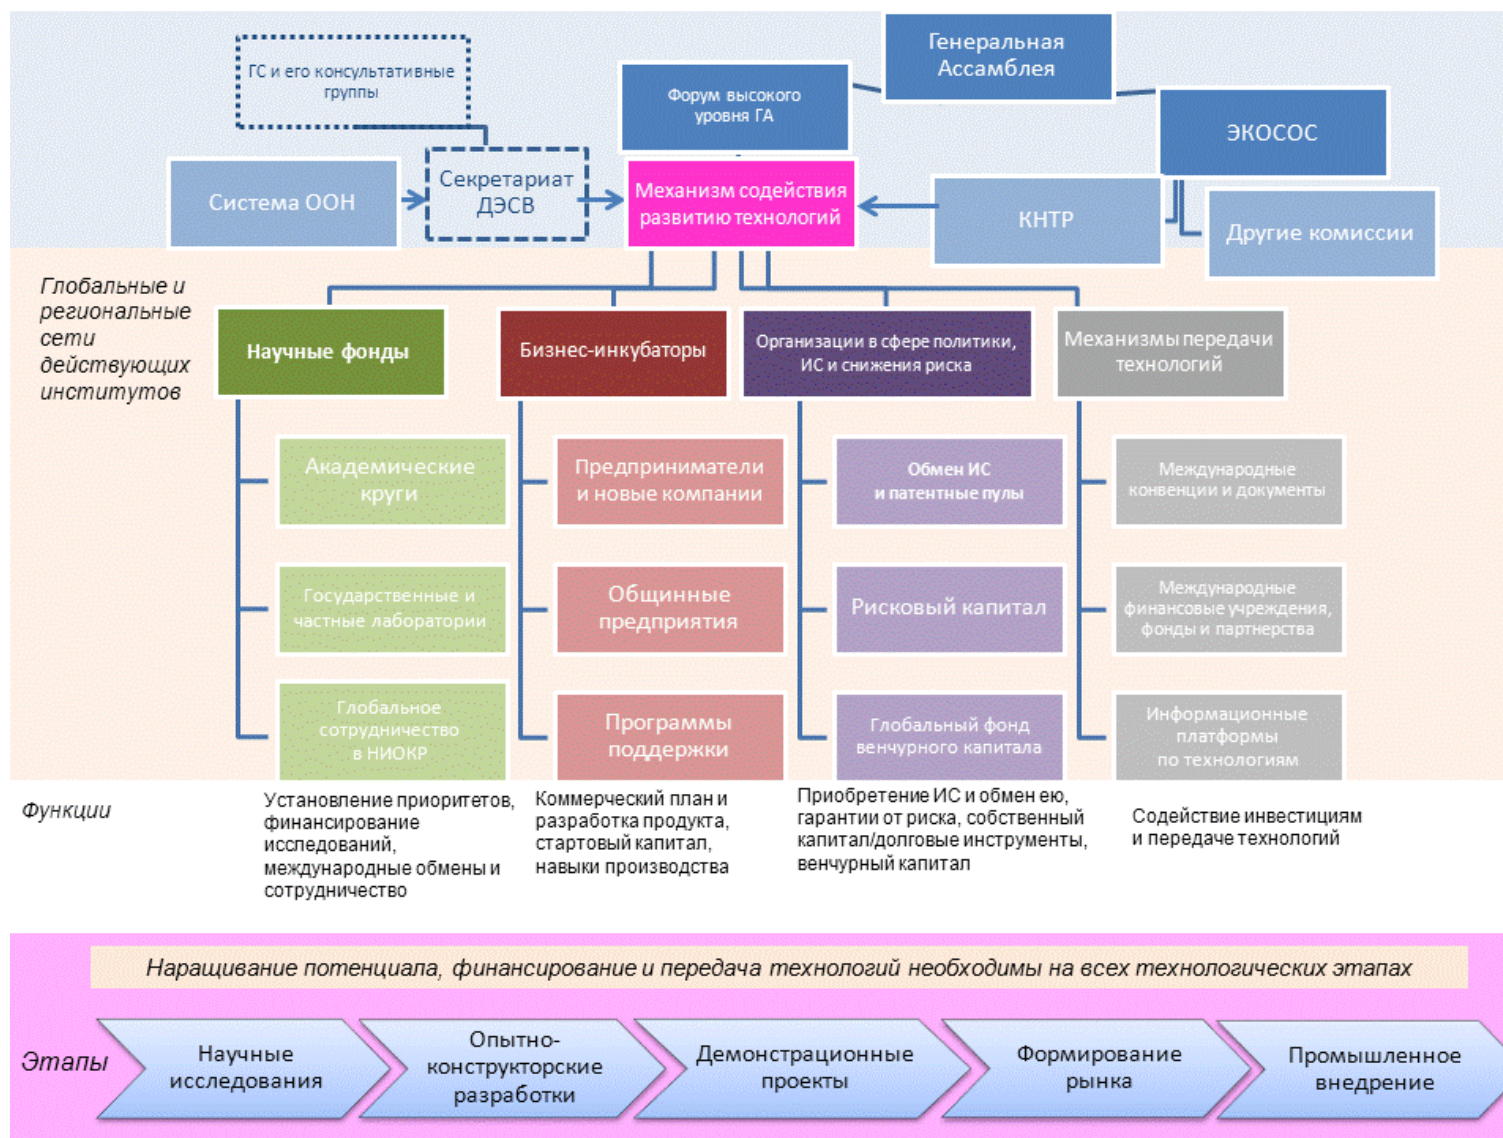 Генеральная
Ассамблея
ГС и его консультативные
группы
Форум высокого
уровня ГА
ЭКОСОС
Система ООН
Секретариат
ДЭСВ
Механизм содействия
развитию технологий
КНТР
Другие комиссии
Глобальные и
региональные
сети
действующих
институтов
Научные фонды
Бизнес-инкубаторы
Организации в сфере политики,
ИС и снижения риска
Механизмы передачи
технологий
Академические
круги
Предприниматели
и новые компании
Обмен ИС
и патентные пулы
Международные
конвенции и документы
Государственные и
частные лаборатории
Общинные
предприятия
Рисковый капитал
Международные
финансовые учреждения,
фонды и партнерства
Глобальное
сотрудничество
в НИОКР
Программы
поддержки
Глобальный фонд
венчурного капитала
Информационные
платформы
по технологиям
Функции
Установление приоритетов,
финансирование
исследований,
международные обмены и
сотрудничество
Коммерческий план и
разработка продукта,
стартовый капитал,
навыки производства
Приобретение ИС и обмен ею,
гарантии от риска, собственный
капитал/долговые инструменты,
венчурный капитал
Содействие инвестициям
и передаче технологий
Наращивание потенциала, финансирование и передача технологий необходимы на всех технологических этапах
Этапы
Научные
исследования
Опытно-
конструкторские
разработки
Демонстрационные
проекты
Формирование
рынка
Промышленное
внедрение